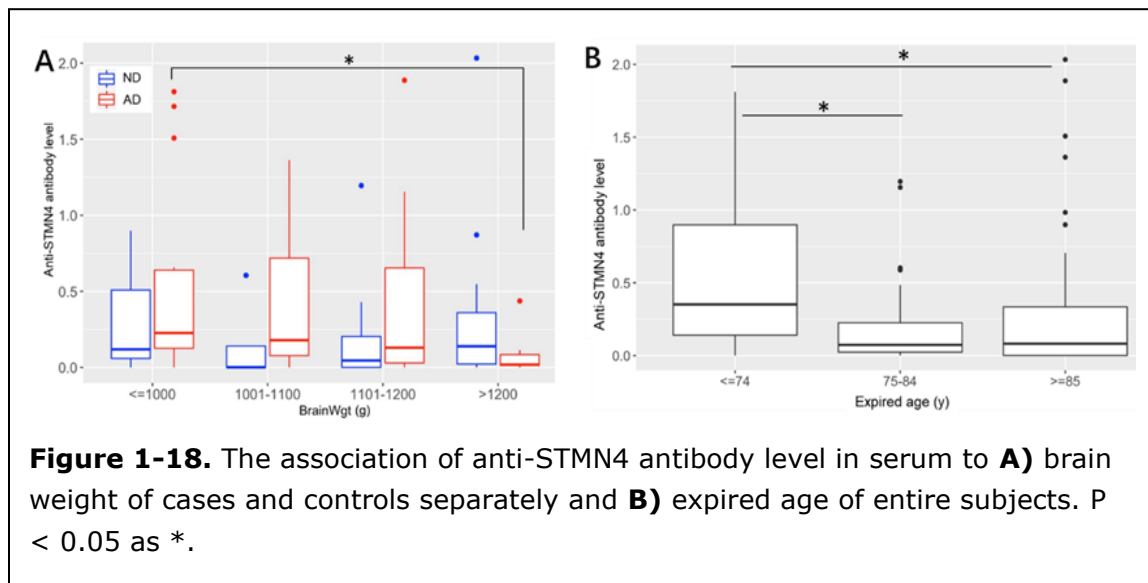 A
*
ND
AD
Anti-STMN4 antibody level
2.0
1.5
1.0
0.5
0.0
<=1000 1001-1100 1101-1200 >1200
BrainWgt (g)
B
*
*
Anti-STMN4 antibody level
2.0
1.5
1.0
0.5
0.0
<=74 75-84 >=85
Expired age (y)
Figure 1-18. The association of anti-STMN4 antibody level in serum to A) brain
weight of cases and controls separately and B) expired age of entire subjects. P
< 0.05 as *.